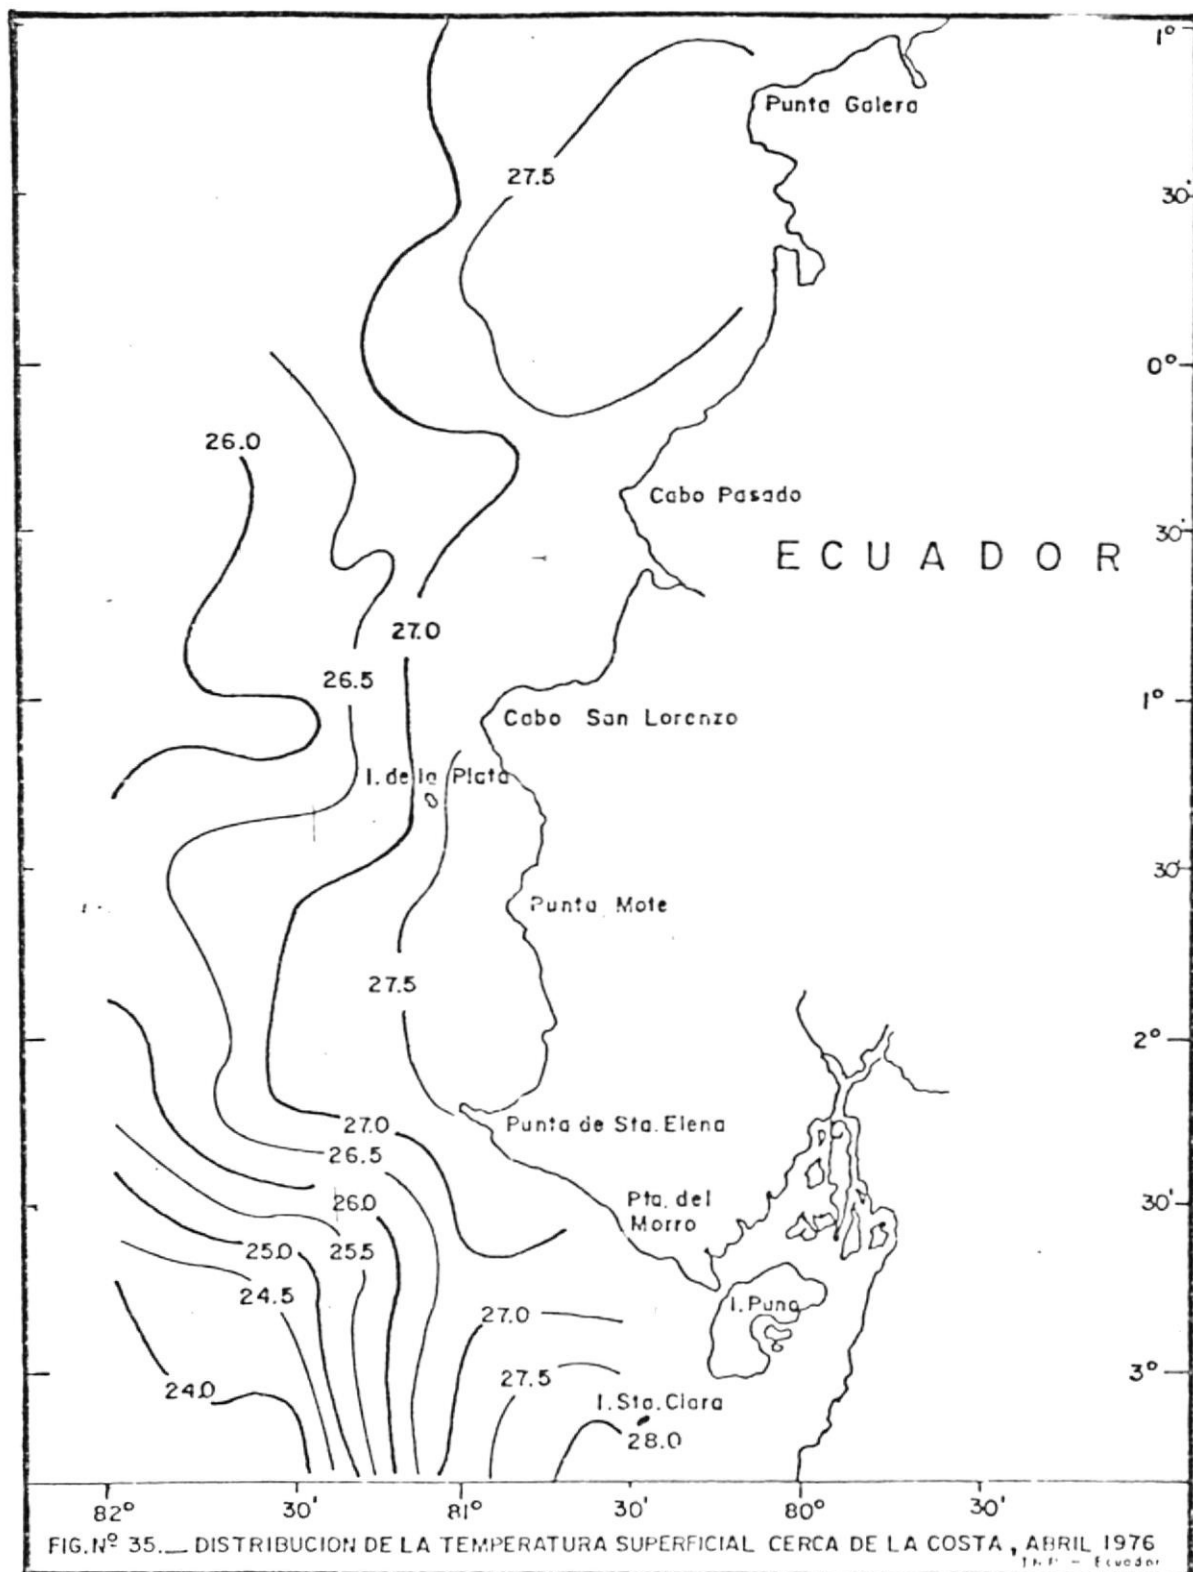 1°
Punta Galera
27.5
30'
0°
26.0
Cabo Pasado
30'
ECUADOR
27.0
26.5
1°
Cabo San Lorenzo
I. de la Plata
30'
Punta Mote
27.5
2°
27.0
Punta de Sta. Elena
26.5
26.0
Pta. del
Morro
30'
25.0
25.5
24.5
27.0
I. Puna
3°
24.0
27.5
I. Sta. Clara
28.0
82°
30'
81°
30'
80°
30'
FIG. Nº 35.__ DISTRIBUCION DE LA TEMPERATURA SUPERFICIAL CERCA DE LA COSTA, ABRIL 1976
I N P - Ecuador